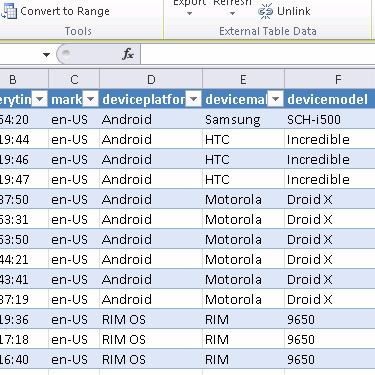 Export Refresh
Convert to Range
Unlink
Tools External Table Data
fx
B C D E F
erytin mark deviceplatfor devicema devicemodel
54:20 en-US Android Samsung SCH-i500
19:44 en-US Android HTC Incredible
19:46 en-US Android HTC Incredible
19:47 en-US Android HTC Incredible
37:50 en-US Android Motorola Droid X
53:31 en-US Android Motorola Droid X
53:50 en-US Android Motorola Droid X
44:21 en-US Android Motorola Droid X
43:41 en-US Android Motorola Droid X
37:19 en-US Android Motorola Droid X
19:36 en-US RIM OS RIM 9650
17:18 en-US RIM OS RIM 9650
16:40 en-US RIM OS RIM 9650